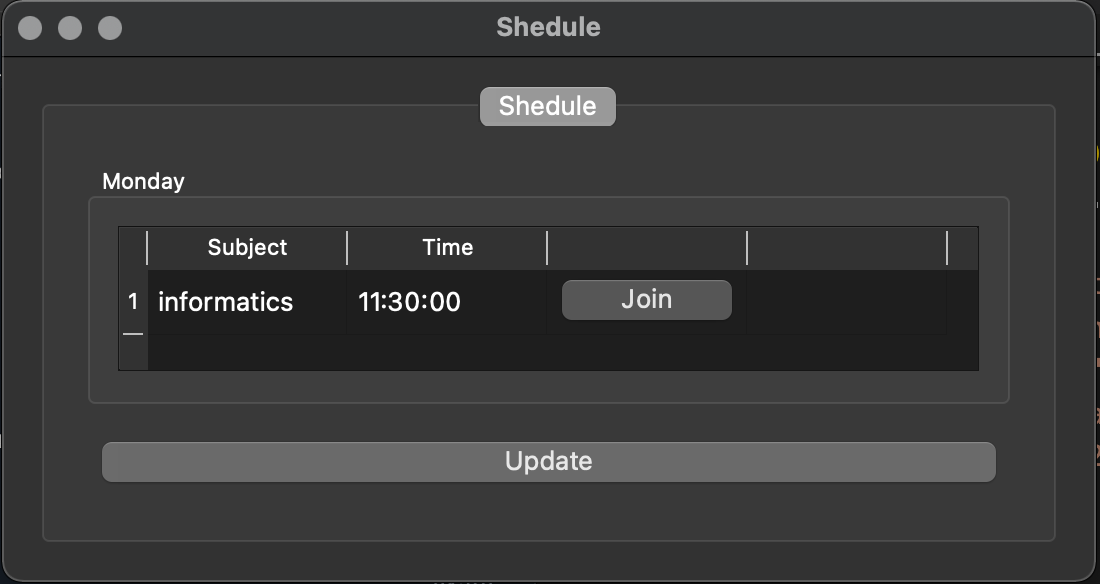 Shedule
Shedule
Monday
Subject Time
1 informatics 11:30:00 Join
Update